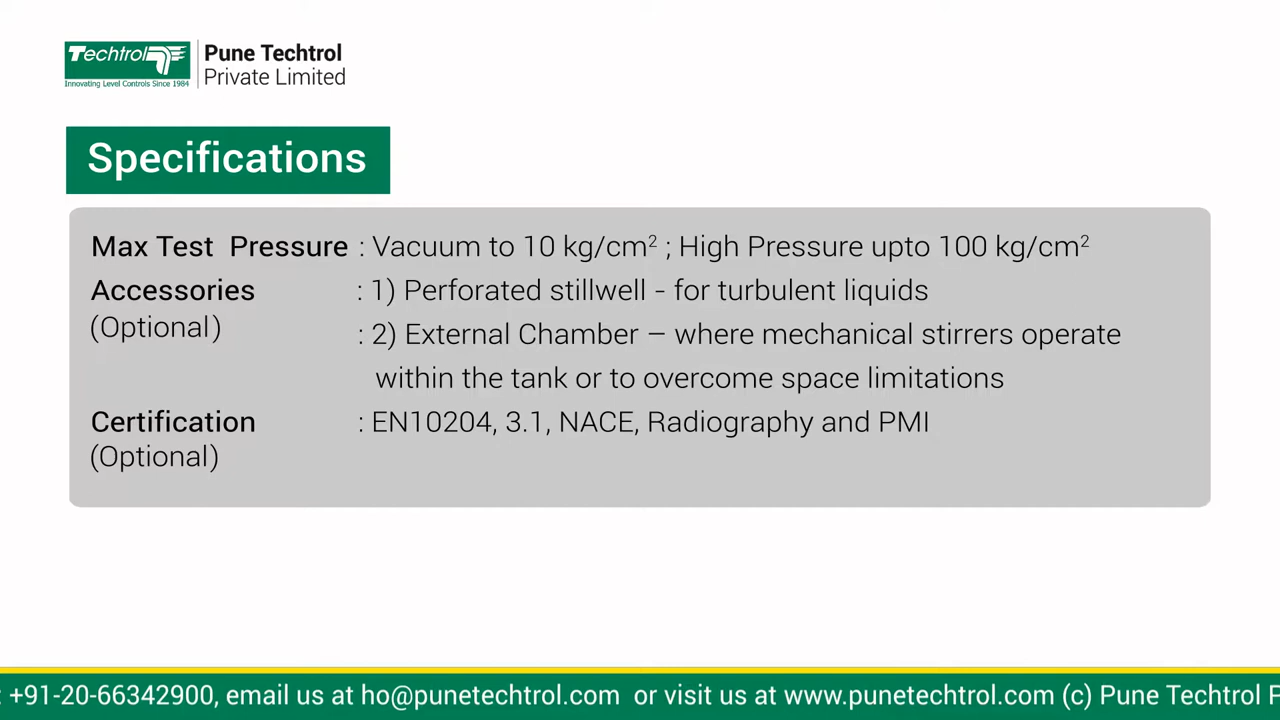 Techtrol
Innovating Level Controls Since 1984
Pune Techtrol
Private Limited
Specifications
Max Test Pressure : Vacuum to 10 kg/cm² ; High Pressure upto 100 kg/cm²
Accessories : 1) Perforated stillwell - for turbulent liquids
(Optional)
: 2) External Chamber – where mechanical stirrers operate
within the tank or to overcome space limitations
Certification : EN10204, 3.1, NACE, Radiography and PMI
(Optional)
: +91-20-66342900, email us at ho@punetechtrol.com or visit us at www.punetechtrol.com (c) Pune Techtrol